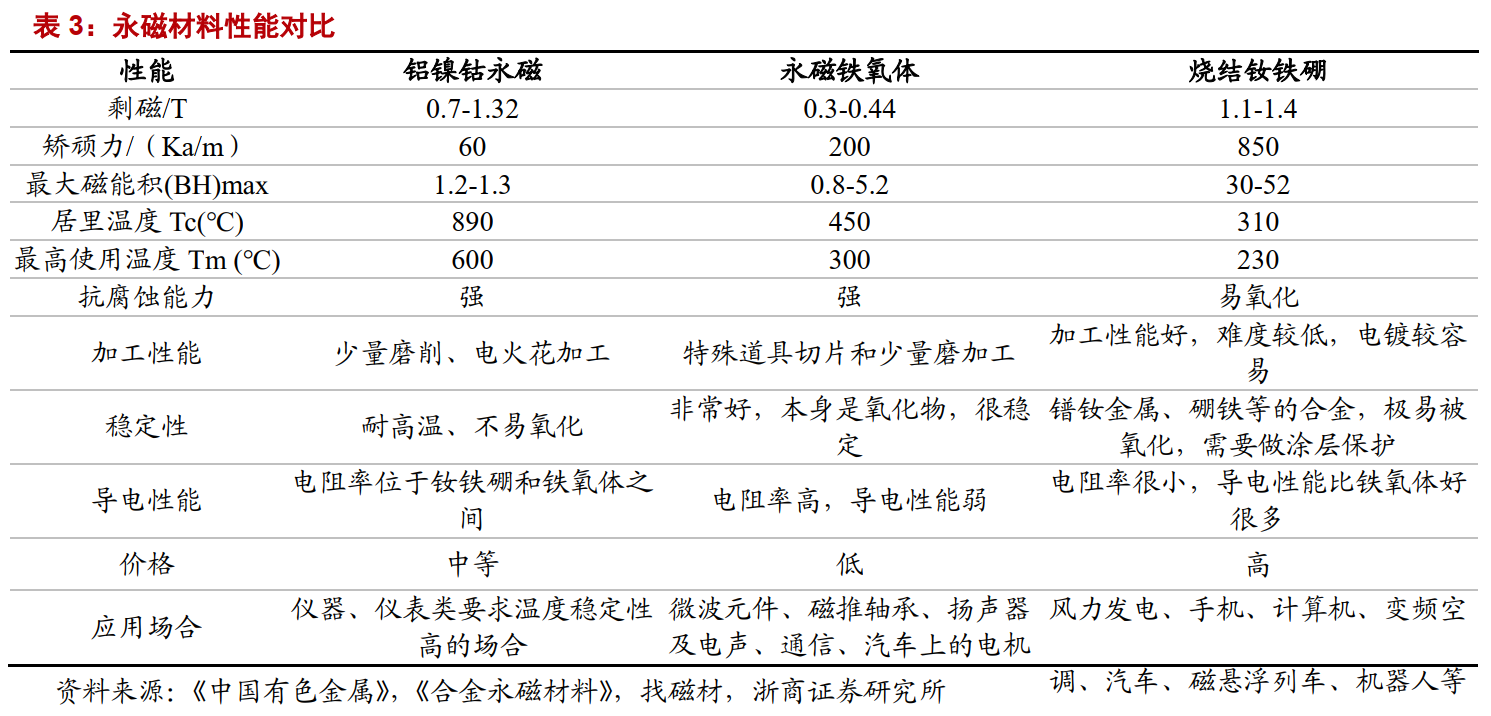 表 3：永磁材料性能对比
性能 铝镍钴永磁 永磁铁氧体 烧结钕铁硼
剩磁/T 0.7-1.32 0.3-0.44 1.1-1.4
矫顽力/（Ka/m） 60 200 850
最大磁能积(BH)max 1.2-1.3 0.8-5.2 30-52
居里温度 Tc(℃) 890 450 310
最高使用温度 Tm (℃) 600 300 230
抗腐蚀能力 强 强 易氧化
加工性能 少量磨削、电火花加工 特殊道具切片和少量磨加工 加工性能好，难度较低，电镀较容
易
稳定性 耐高温、不易氧化 非常好，本身是氧化物，很稳 镨钕金属、硼铁等的合金，极易被
定 氧化，需要做涂层保护
导电性能 电阻率位于钕铁硼和铁氧体之 电阻率高，导电性能弱 电阻率很小，导电性能比铁氧体好
间 很多
价格 中等 低 高
应用场合 仪器、仪表类要求温度稳定性 微波元件、磁推轴承、扬声器 风力发电、手机、计算机、变频空
高的场合 及电声、通信、汽车上的电机
调、汽车、磁悬浮列车、机器人等
资料来源：《中国有色金属》，《合金永磁材料》，找磁材，浙商证券研究所